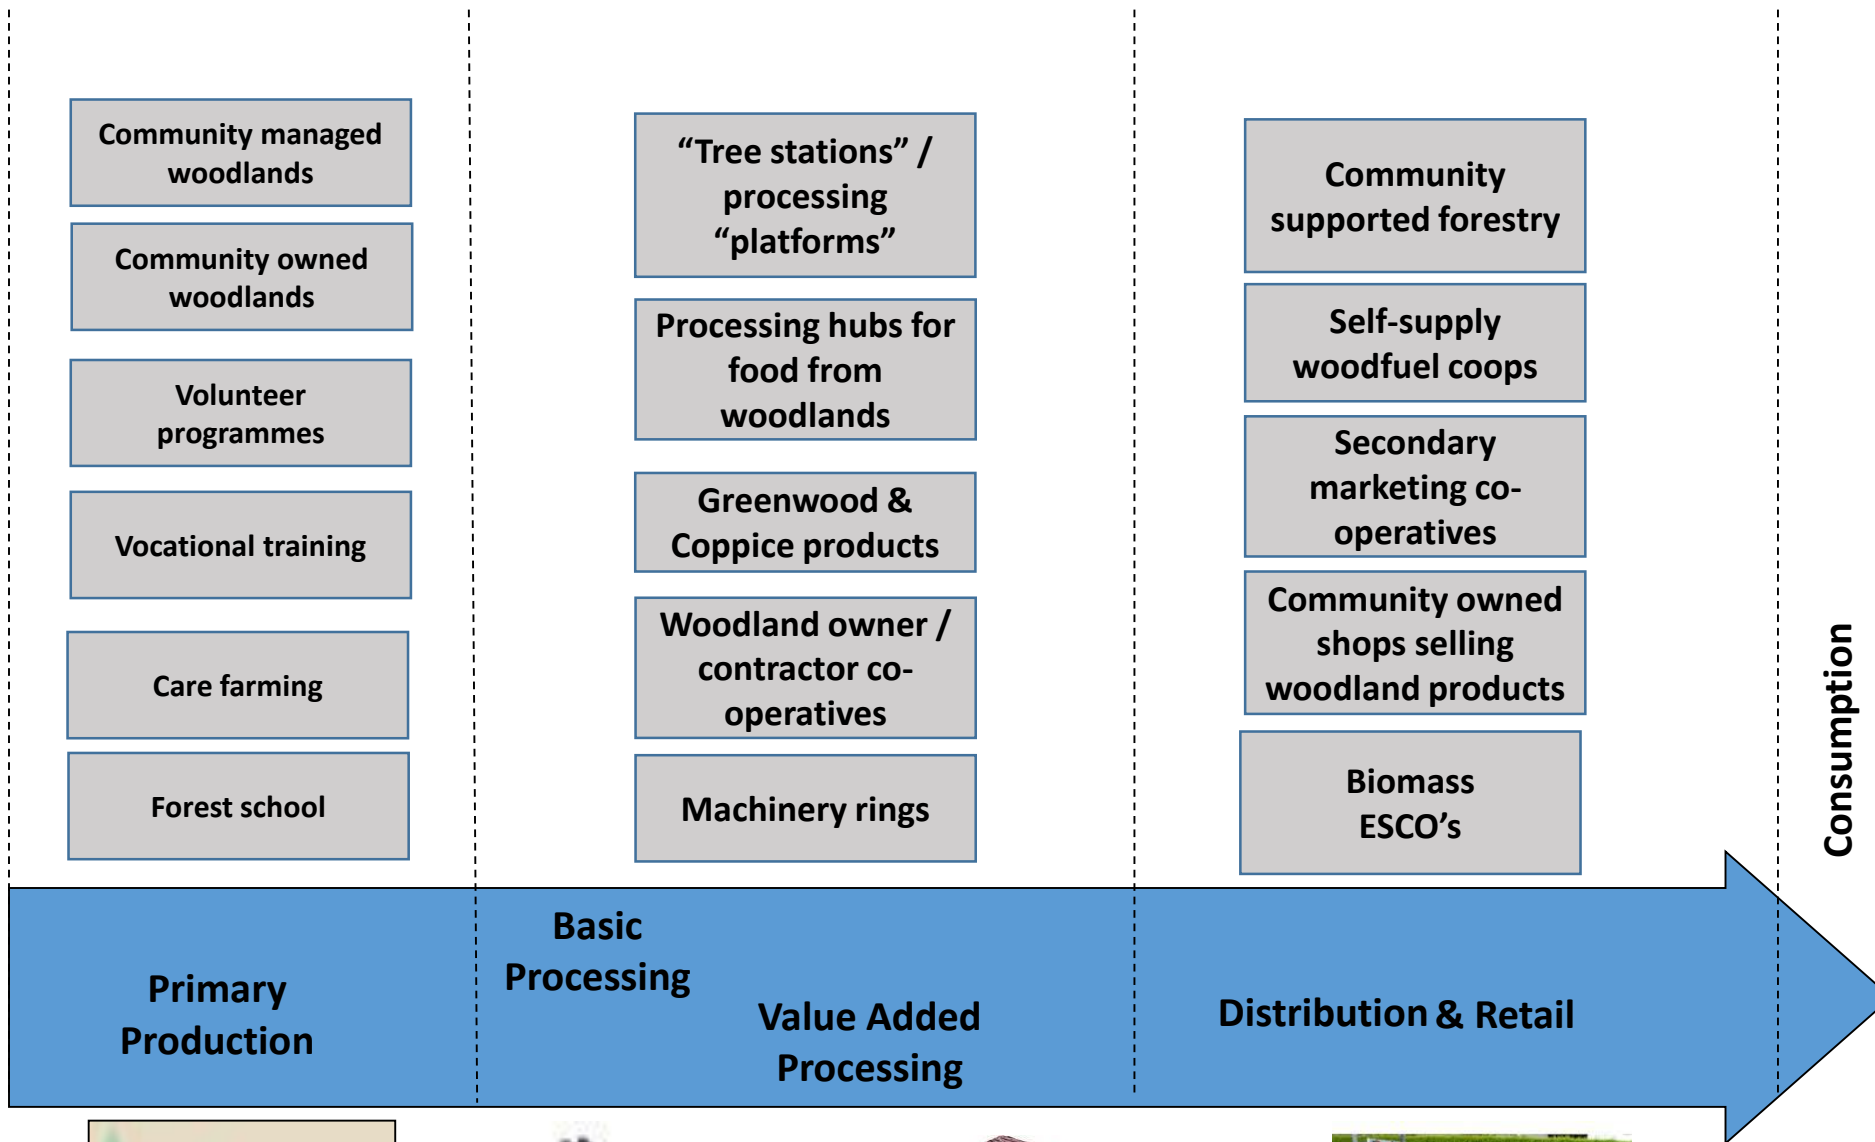 Community managed
woodlands
Community owned
woodlands
Volunteer
programmes
Vocational training
Care farming
Forest school
“Tree stations” /
processing
“platforms”
Processing hubs for
food from
woodlands
Greenwood &
Coppice products
Woodland owner /
contractor co-
operatives
Machinery rings
Community
supported forestry
Self-supply
woodfuel coops
Secondary
marketing co-
operatives
Community owned
shops selling
woodland products
Biomass
ESCO’s
Consumption
Primary
Production
Basic
Processing
Value Added
Processing
Distribution & Retail